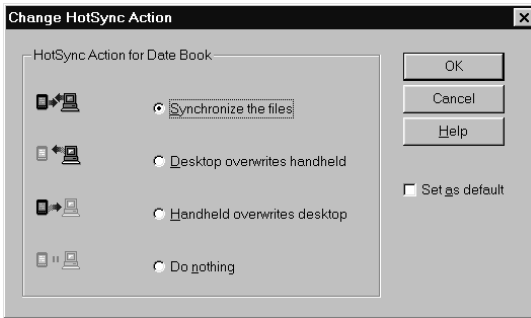 Change HotSync Action
HotSync Action for Date Book
Synchronize the files
Desktop overwrites handheld
Handheld overwrites desktop
Do nothing
OK
Cancel
Help
Set as default